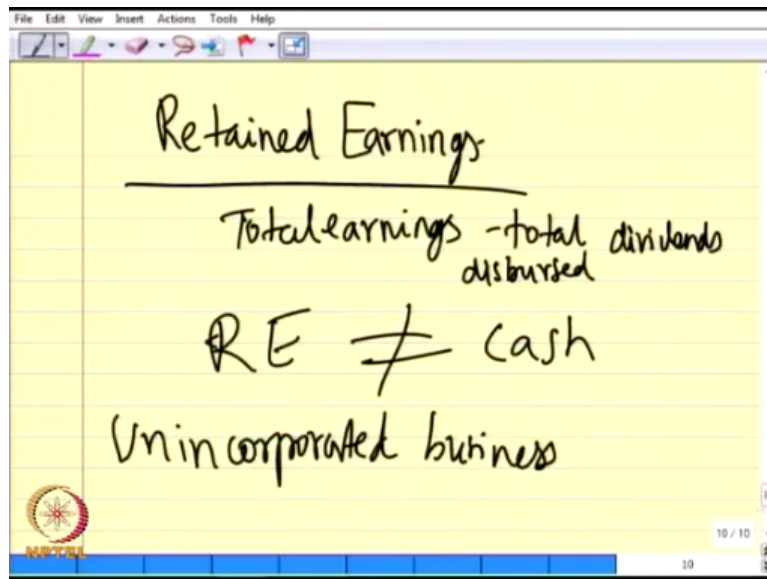 File Edit View Insert Actions Tools Help
Retained Earnings
Total earnings - total dividends
disbursed
RE ≠ Cash
Unincorporated business
NPTEL
10 / 10
10